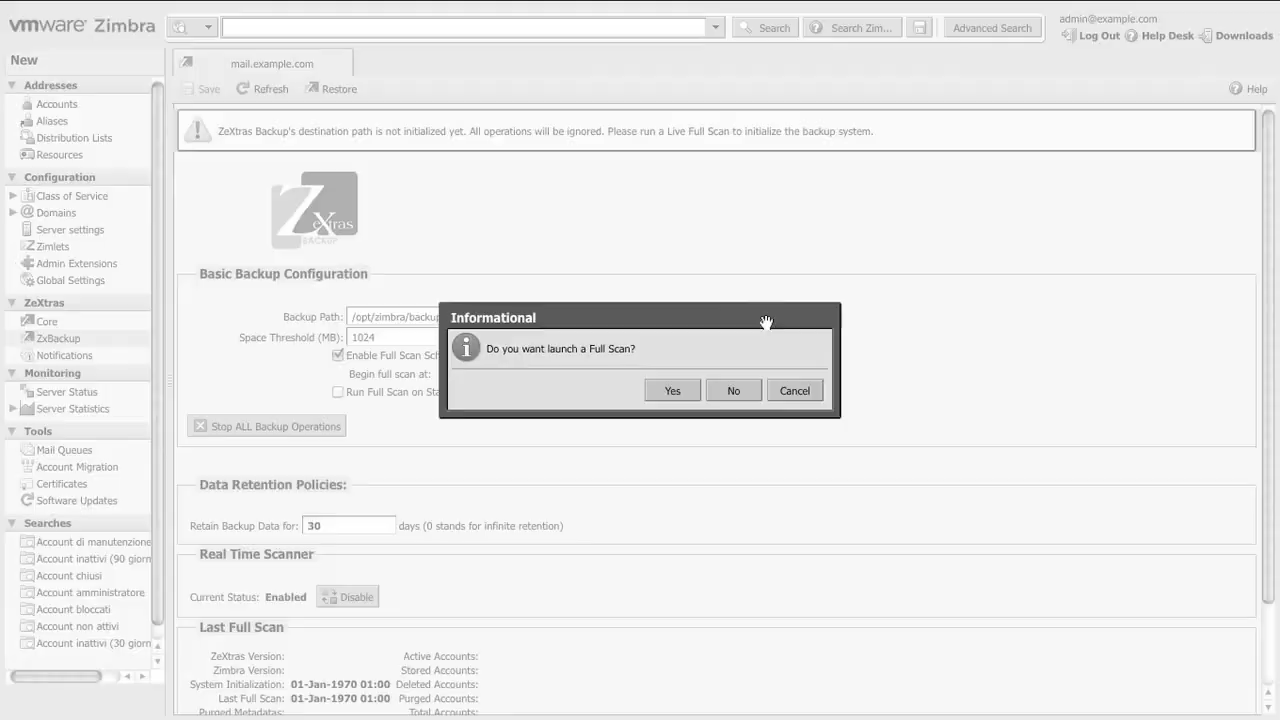 vmware Zimbra
Search
Search Zim...
Advanced Search
admin@example.com
Log Out
Help Desk
Downloads
New
mail.example.com
Save
Refresh
Restore
Help
Addresses
Accounts
Aliases
Distribution Lists
Resources
Configuration
Class of Service
Domains
Server settings
Zimlets
Admin Extensions
Global Settings
ZeXtras
Core
ZxBackup
Notifications
Monitoring
Server Status
Server Statistics
Tools
Mail Queues
Account Migration
Certificates
Software Updates
Searches
Account di manutenzione
Account inattivi (90 giorn
Account chiusi
Account amministratore
Account bloccati
Account non attivi
Account inattivi (30 giorn
ZeXtras Backup's destination path is not initialized yet. All operations will be ignored. Please run a Live Full Scan to initialize the backup system.
ZeXtras
BACKUP
Basic Backup Configuration
Backup Path: /opt/zimbra/backup
Space Threshold (MB): 1024
Enable Full Scan Sch
Begin full scan at:
Run Full Scan on Sta
Stop ALL Backup Operations
Informational
Do you want launch a Full Scan?
Yes
No
Cancel
Data Retention Policies:
Retain Backup Data for: 30 days (0 stands for infinite retention)
Real Time Scanner
Current Status: Enabled
Disable
Last Full Scan
ZeXtras Version: Active Accounts:
Zimbra Version: Stored Accounts:
System Initialization: 01-Jan-1970 01:00 Deleted Accounts:
Last Full Scan: 01-Jan-1970 01:00 Purged Accounts:
Purged Metadatas: Total Accounts: